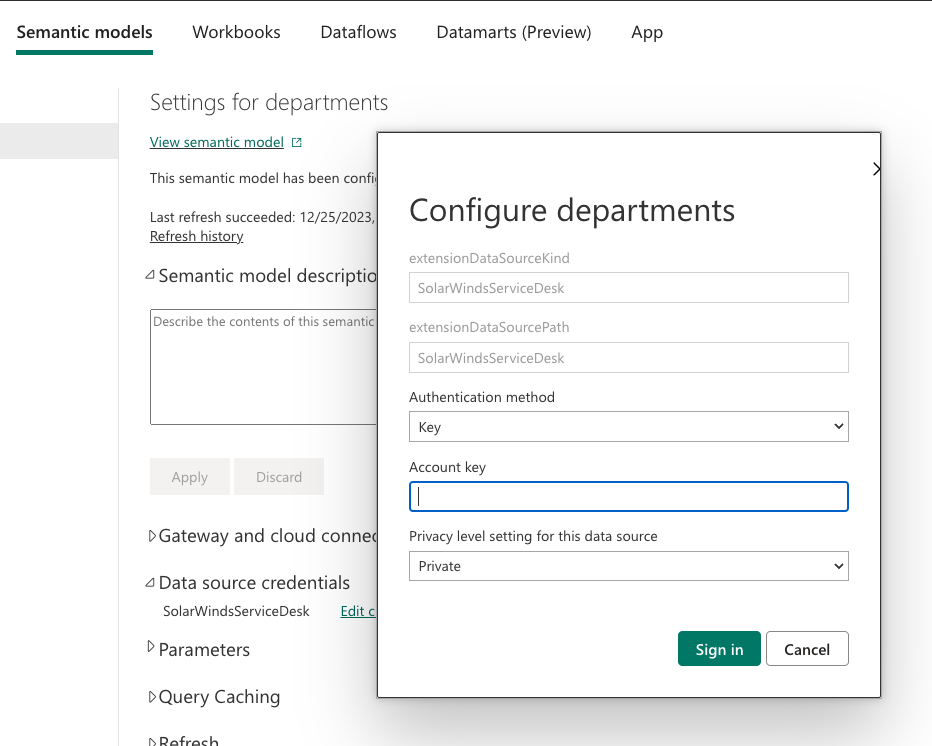 Semantic models Workbooks Dataflows Datamarts (Preview) App
Settings for departments
View semantic model
This semantic model has been
Last refresh succeeded: 12/25/2023,
Refresh history
Semantic model
Describe the contents of this semantic
Apply Discard
Gateway and cloud
Data source credentials
SolarWindsServiceDesk Edit
Parameters
Query Caching
Refresh
Configure departments
extensionDataSourceKind
SolarWindsServiceDesk
extensionDataSourcePath
SolarWindsServiceDesk
Authentication method
Key
Account key
Privacy level setting for this data source
Private
Sign in Cancel